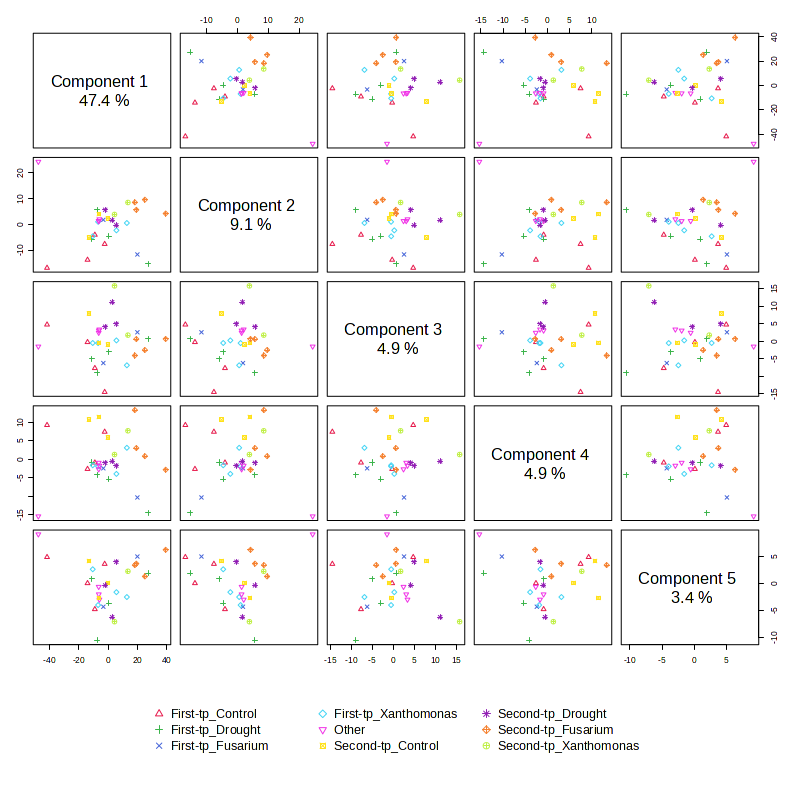 -10 0 10 20
-15 -10 -5 0 5 10
Component 1
47.4 %
-40 -20 0 20 40
-10 0 10 20
Component 2
9.1 %
Component 3
4.9 %
-15 -5 0 5 10 15
-15 -5 0 5 10
Component 4
4.9 %
Component 5
3.4 %
-10 -5 0 5
-40 -20 0 20 40
-15 -10 -5 0 5 10 15
-10 -5 0 5
First-tp_Control
First-tp_Drought
First-tp_Fusarium
First-tp_Xanthomonas
Other
Second-tp_Control
Second-tp_Drought
Second-tp_Fusarium
Second-tp_Xanthomonas